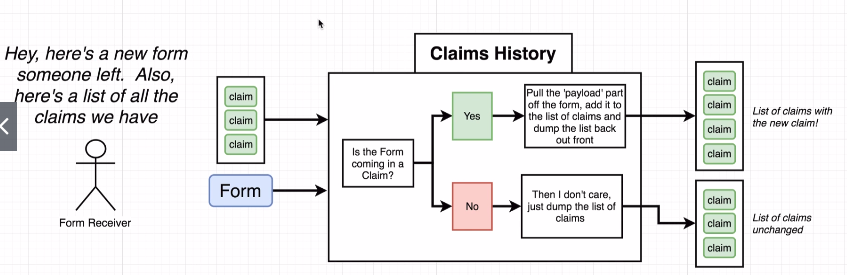 Hey, here's a new form
someone left.  Also,
here's a list of all the
claims we have
Form Receiver
claim
claim
claim
Form
Claims History
Is the Form
coming in a
Claim?
Yes
No
Pull the 'payload' part
off the form, add it to
the list of claims and
dump the list back
out front
Then I don't care,
just dump the list of
claims
claim
claim
claim
claim
List of claims with
the new claim!
claim
claim
claim
List of claims
unchanged